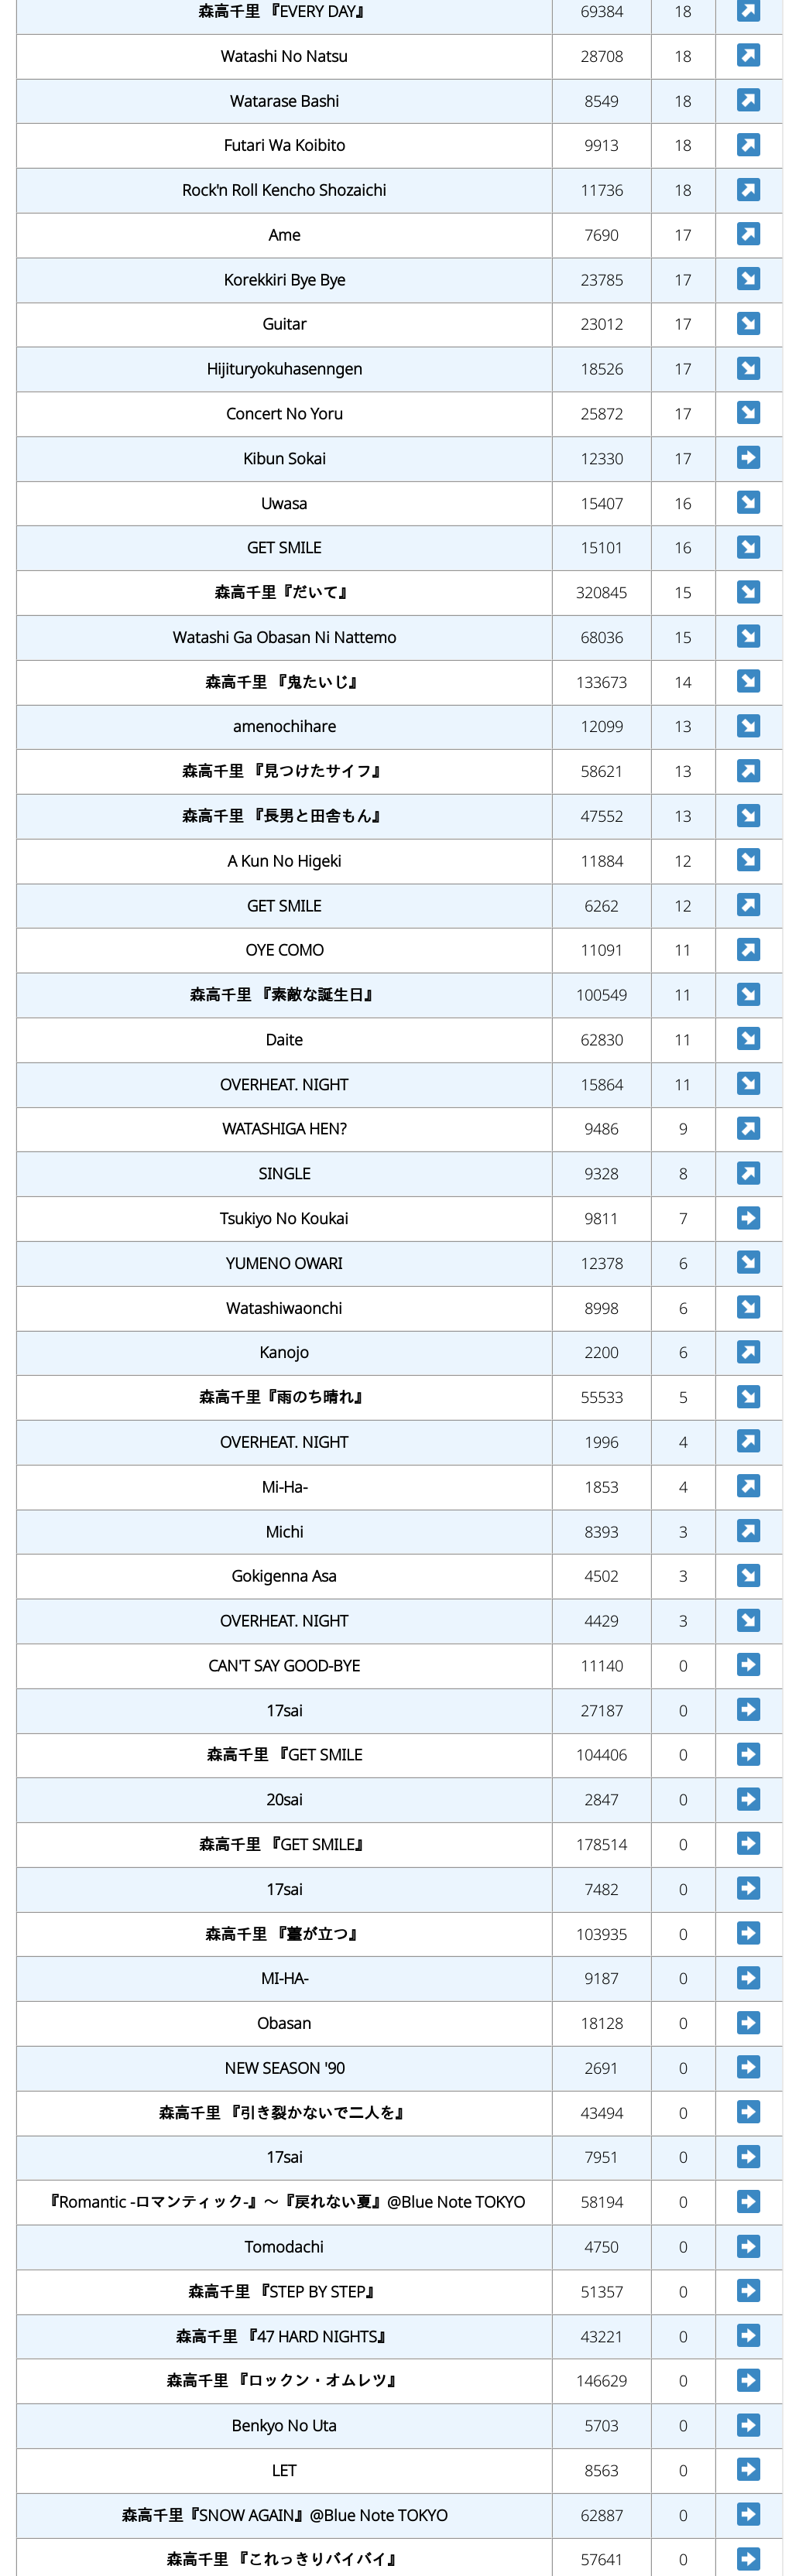 森高千里 『EVERY DAY』 69384 18
Watashi No Natsu 28708 18
Watarase Bashi 8549 18
Futari Wa Koibito 9913 18
Rock'n Roll Kencho Shozaichi 11736 18
Ame 7690 17
Korekkiri Bye Bye 23785 17
Guitar 23012 17
Hijituryokuhasenngen 18526 17
Concert No Yoru 25872 17
Kibun Sokai 12330 17
Uwasa 15407 16
GET SMILE 15101 16
森高千里『だいて』 320845 15
Watashi Ga Obasan Ni Nattemo 68036 15
森高千里 『鬼たいじ』 133673 14
amenochihare 12099 13
森高千里 『見つけたサイフ』 58621 13
森高千里 『長男と田舎もん』 47552 13
A Kun No Higeki 11884 12
GET SMILE 6262 12
OYE COMO 11091 11
森高千里 『素敵な誕生日』 100549 11
Daite 62830 11
OVERHEAT. NIGHT 15864 11
WATASHIGA HEN? 9486 9
SINGLE 9328 8
Tsukiyo No Koukai 9811 7
YUMENO OWARI 12378 6
Watashiwaonchi 8998 6
Kanojo 2200 6
森高千里『雨のち晴れ』 55533 5
OVERHEAT. NIGHT 1996 4
Mi-Ha- 1853 4
Michi 8393 3
Gokigenna Asa 4502 3
OVERHEAT. NIGHT 4429 3
CAN'T SAY GOOD-BYE 11140 0
17sai 27187 0
森高千里 『GET SMILE 104406 0
20sai 2847 0
森高千里 『GET SMILE』 178514 0
17sai 7482 0
森高千里 『薹が立つ』 103935 0
MI-HA- 9187 0
Obasan 18128 0
NEW SEASON '90 2691 0
森高千里 『引き裂かないで二人を』 43494 0
17sai 7951 0
『Romantic -ロマンティック-』～『戻れない夏』@Blue Note TOKYO 58194 0
Tomodachi 4750 0
森高千里 『STEP BY STEP』 51357 0
森高千里 『47 HARD NIGHTS』 43221 0
森高千里 『ロックン・オムレツ』 146629 0
Benkyo No Uta 5703 0
LET 8563 0
森高千里『SNOW AGAIN』@Blue Note TOKYO 62887 0
森高千里 『これっきりバイバイ』 57641 0